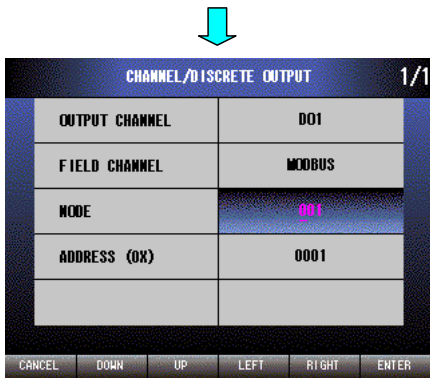 CHANNEL/DISCRETE OUTPUT 1/1
OUTPUT CHANNEL DO1
FIELD CHANNEL MODBUS
NODE 001
ADDRESS (0X) 0001
CANCEL DOWN UP LEFT RIGHT ENTER